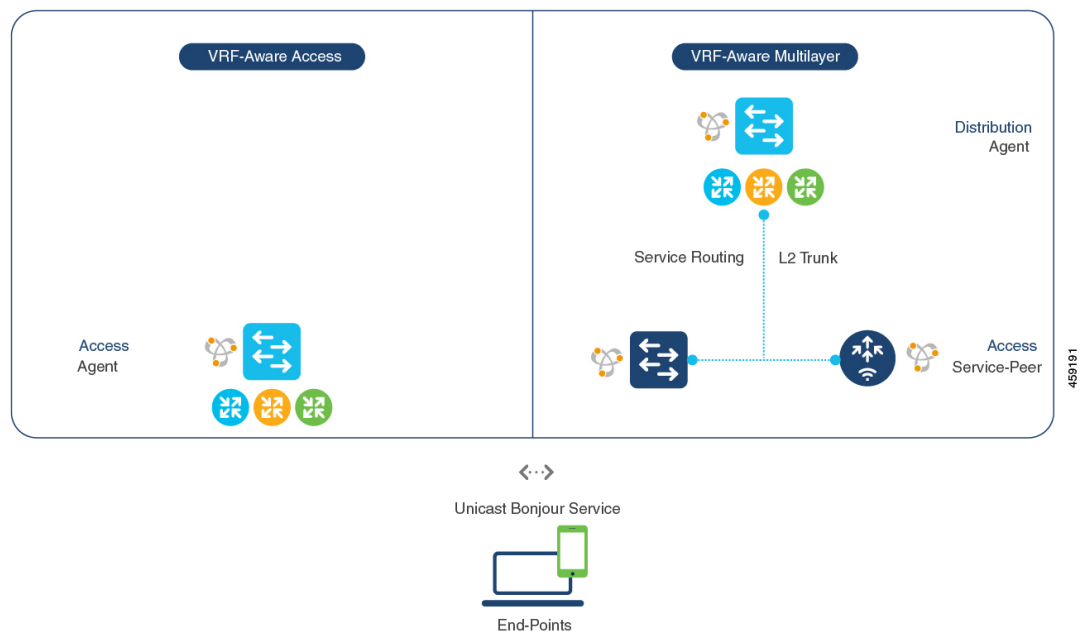 VRF-Aware Access
VRF-Aware Multilayer
Distribution
Agent
Service Routing
L2 Trunk
Access
Agent
Access
Service-Peer
459191
Unicast Bonjour Service
End-Points